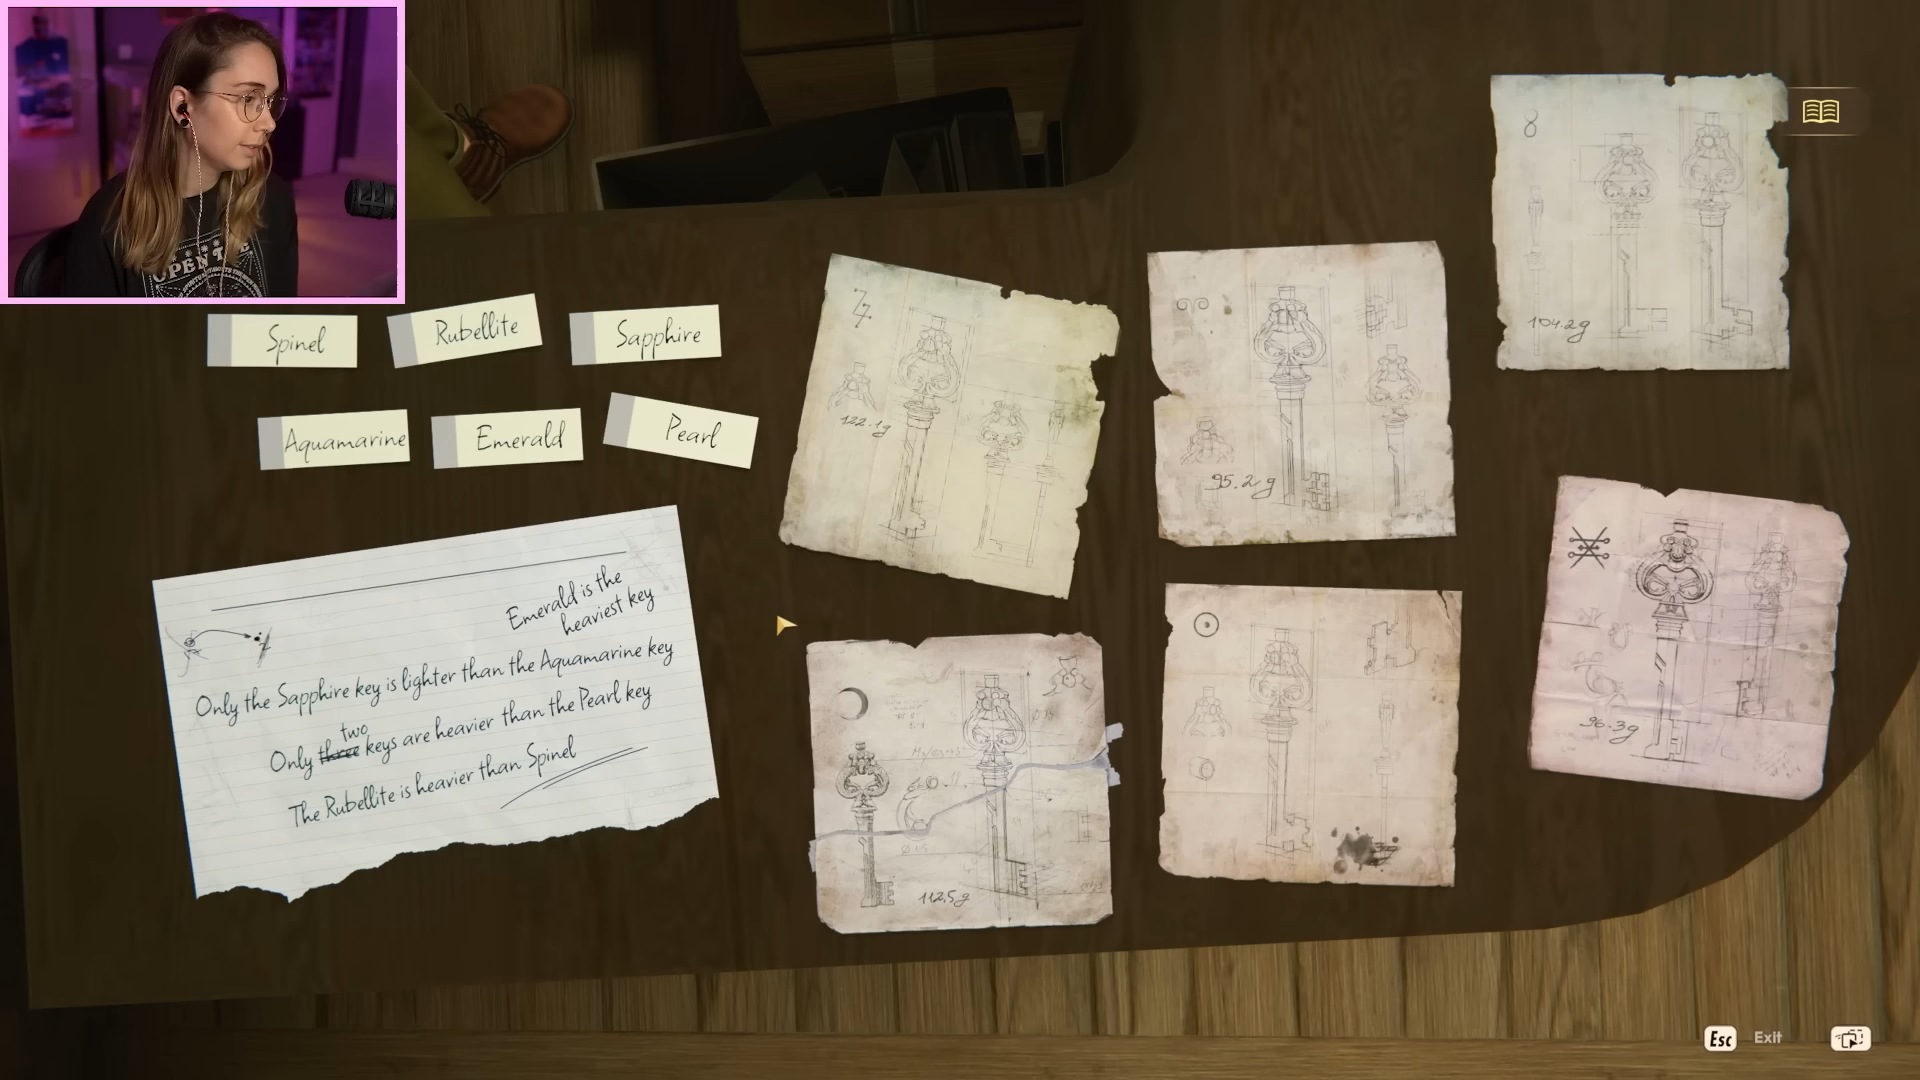 OPEN THE
Spinel
Rubellite
Sapphire
Aquamarine
Emerald
Pearl
Emerald is the
heaviest key
Only the Sapphire key is lighter than the Aquamarine key
Only three two keys are heavier than the Pearl key
The Rubellite is heavier than Spinel
122.1g
95.2g
8
104.2g
112.5g
96.3g
Esc Exit